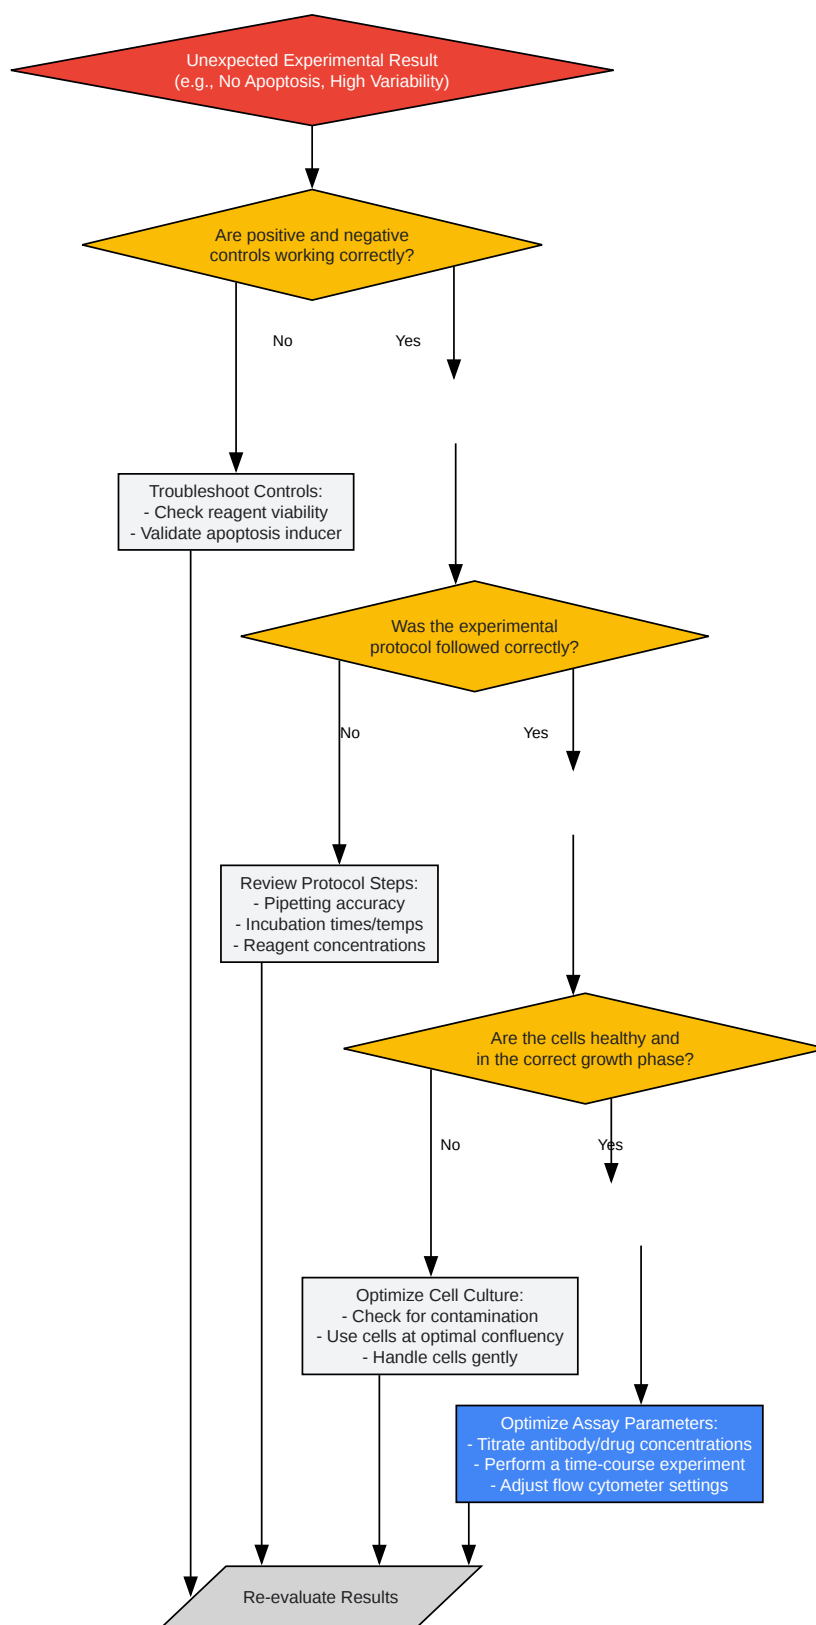 Unexpected Experimental Result
(e.g., No Apoptosis, High Variability)
Are positive and negative
controls working correctly?
No
Yes
Troubleshoot Controls:
- Check reagent viability
- Validate apoptosis inducer
Was the experimental
protocol followed correctly?
No
Yes
Review Protocol Steps:
- Pipetting accuracy
- Incubation times/temps
- Reagent concentrations
Are the cells healthy and
in the correct growth phase?
No
Yes
Optimize Cell Culture:
- Check for contamination
- Use cells at optimal confluency
- Handle cells gently
Optimize Assay Parameters:
- Titrate antibody/drug concentrations
- Perform a time-course experiment
- Adjust flow cytometer settings
Re-evaluate Results